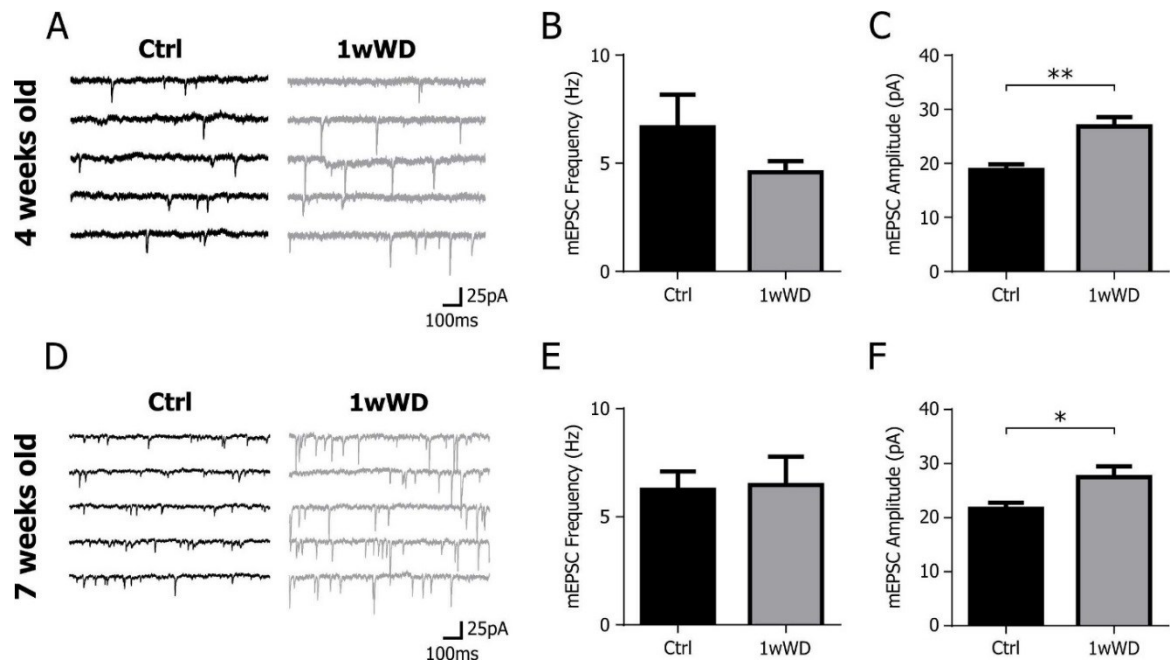 A
Ctrl
1wWD
4 weeks old
25pA
100ms
B
mEPSC Frequency (Hz)
10
5
0
Ctrl
1wWD
C
mEPSC Amplitude (pA)
40
30
20
10
0
**
Ctrl
1wWD
D
Ctrl
1wWD
7 weeks old
25pA
100ms
E
mEPSC Frequency (Hz)
10
5
0
Ctrl
1wWD
F
mEPSC Amplitude (pA)
40
30
20
10
0
*
Ctrl
1wWD